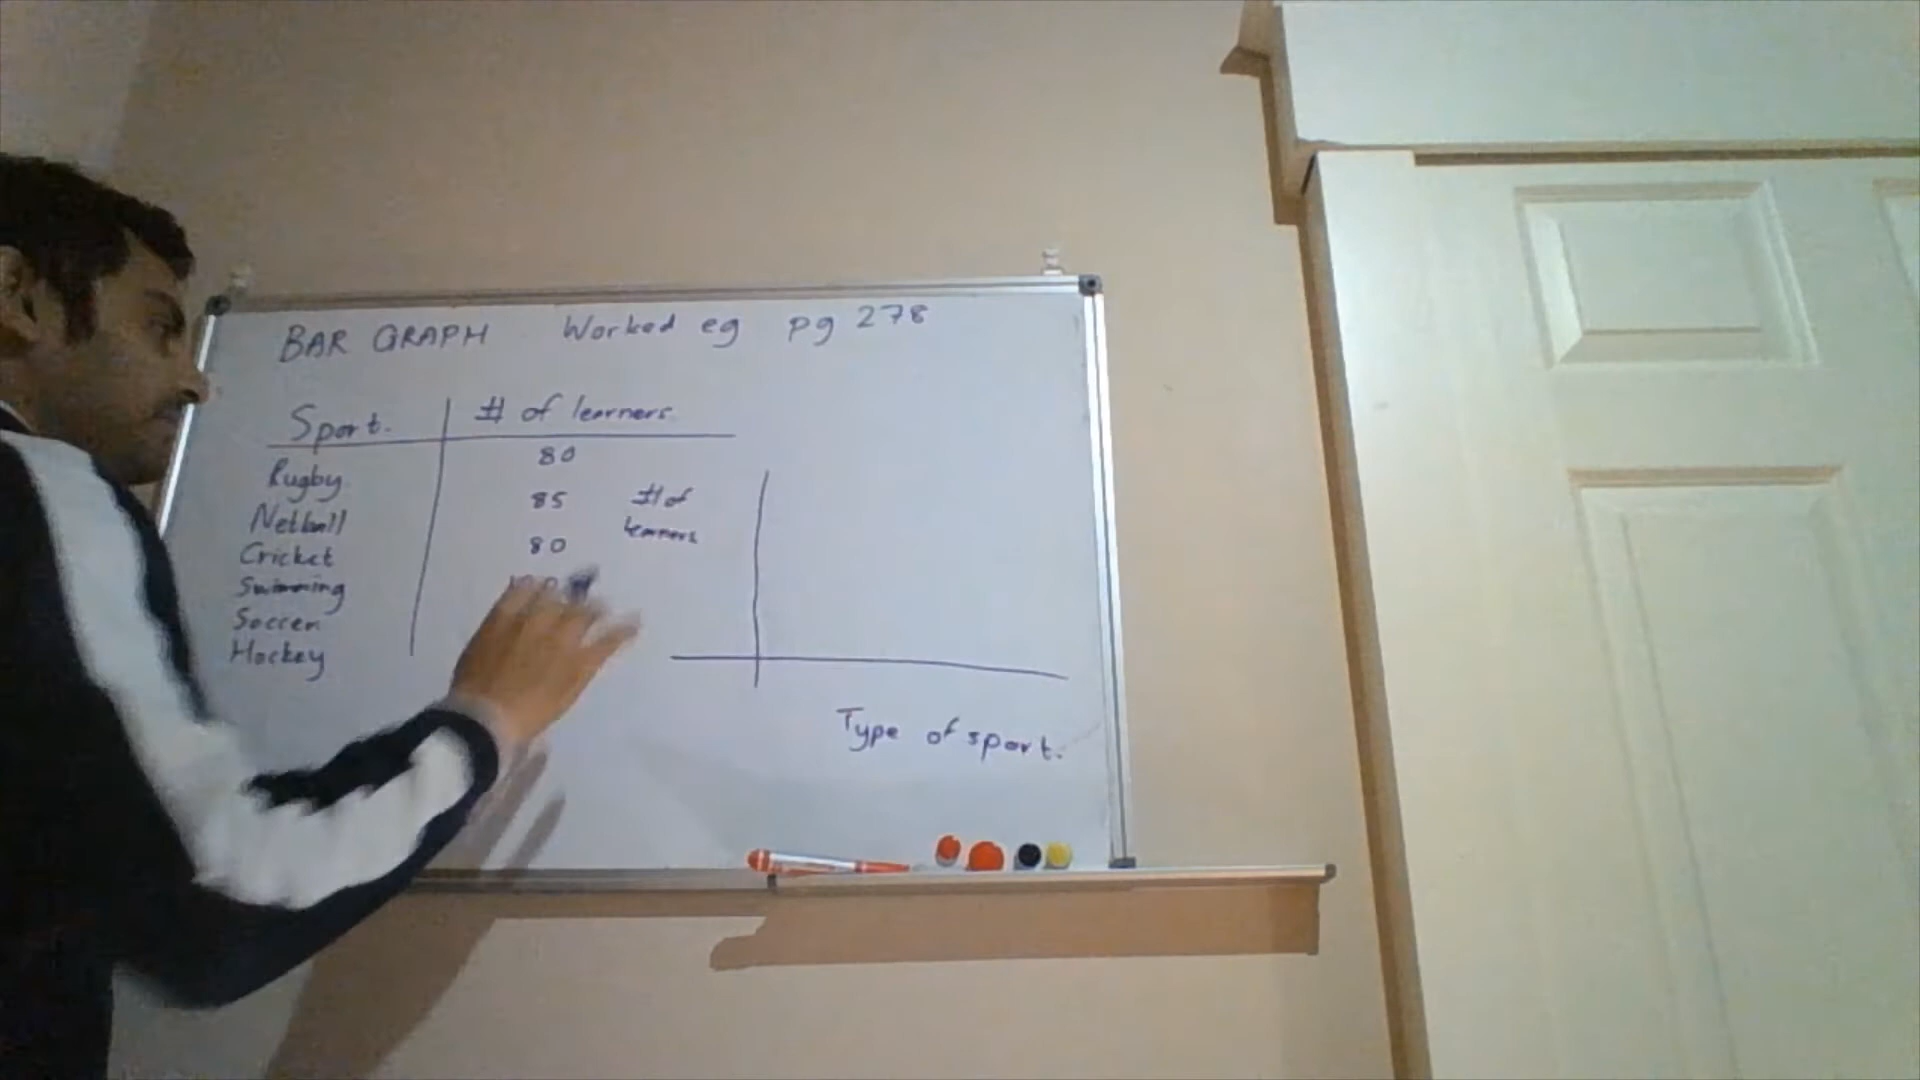 BAR GRAPH Worked eg pg 278
Sport. # of learners.
Rugby 80
Netball 85
Cricket 80
Swimming
Soccer
Hockey
# of
learners
Type of sport.